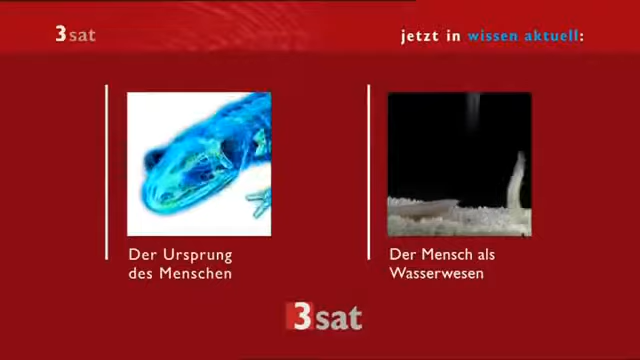 3sat
jetzt in wissen aktuell:
Der Ursprung
des Menschen
Der Mensch als
Wasserwesen
3sat